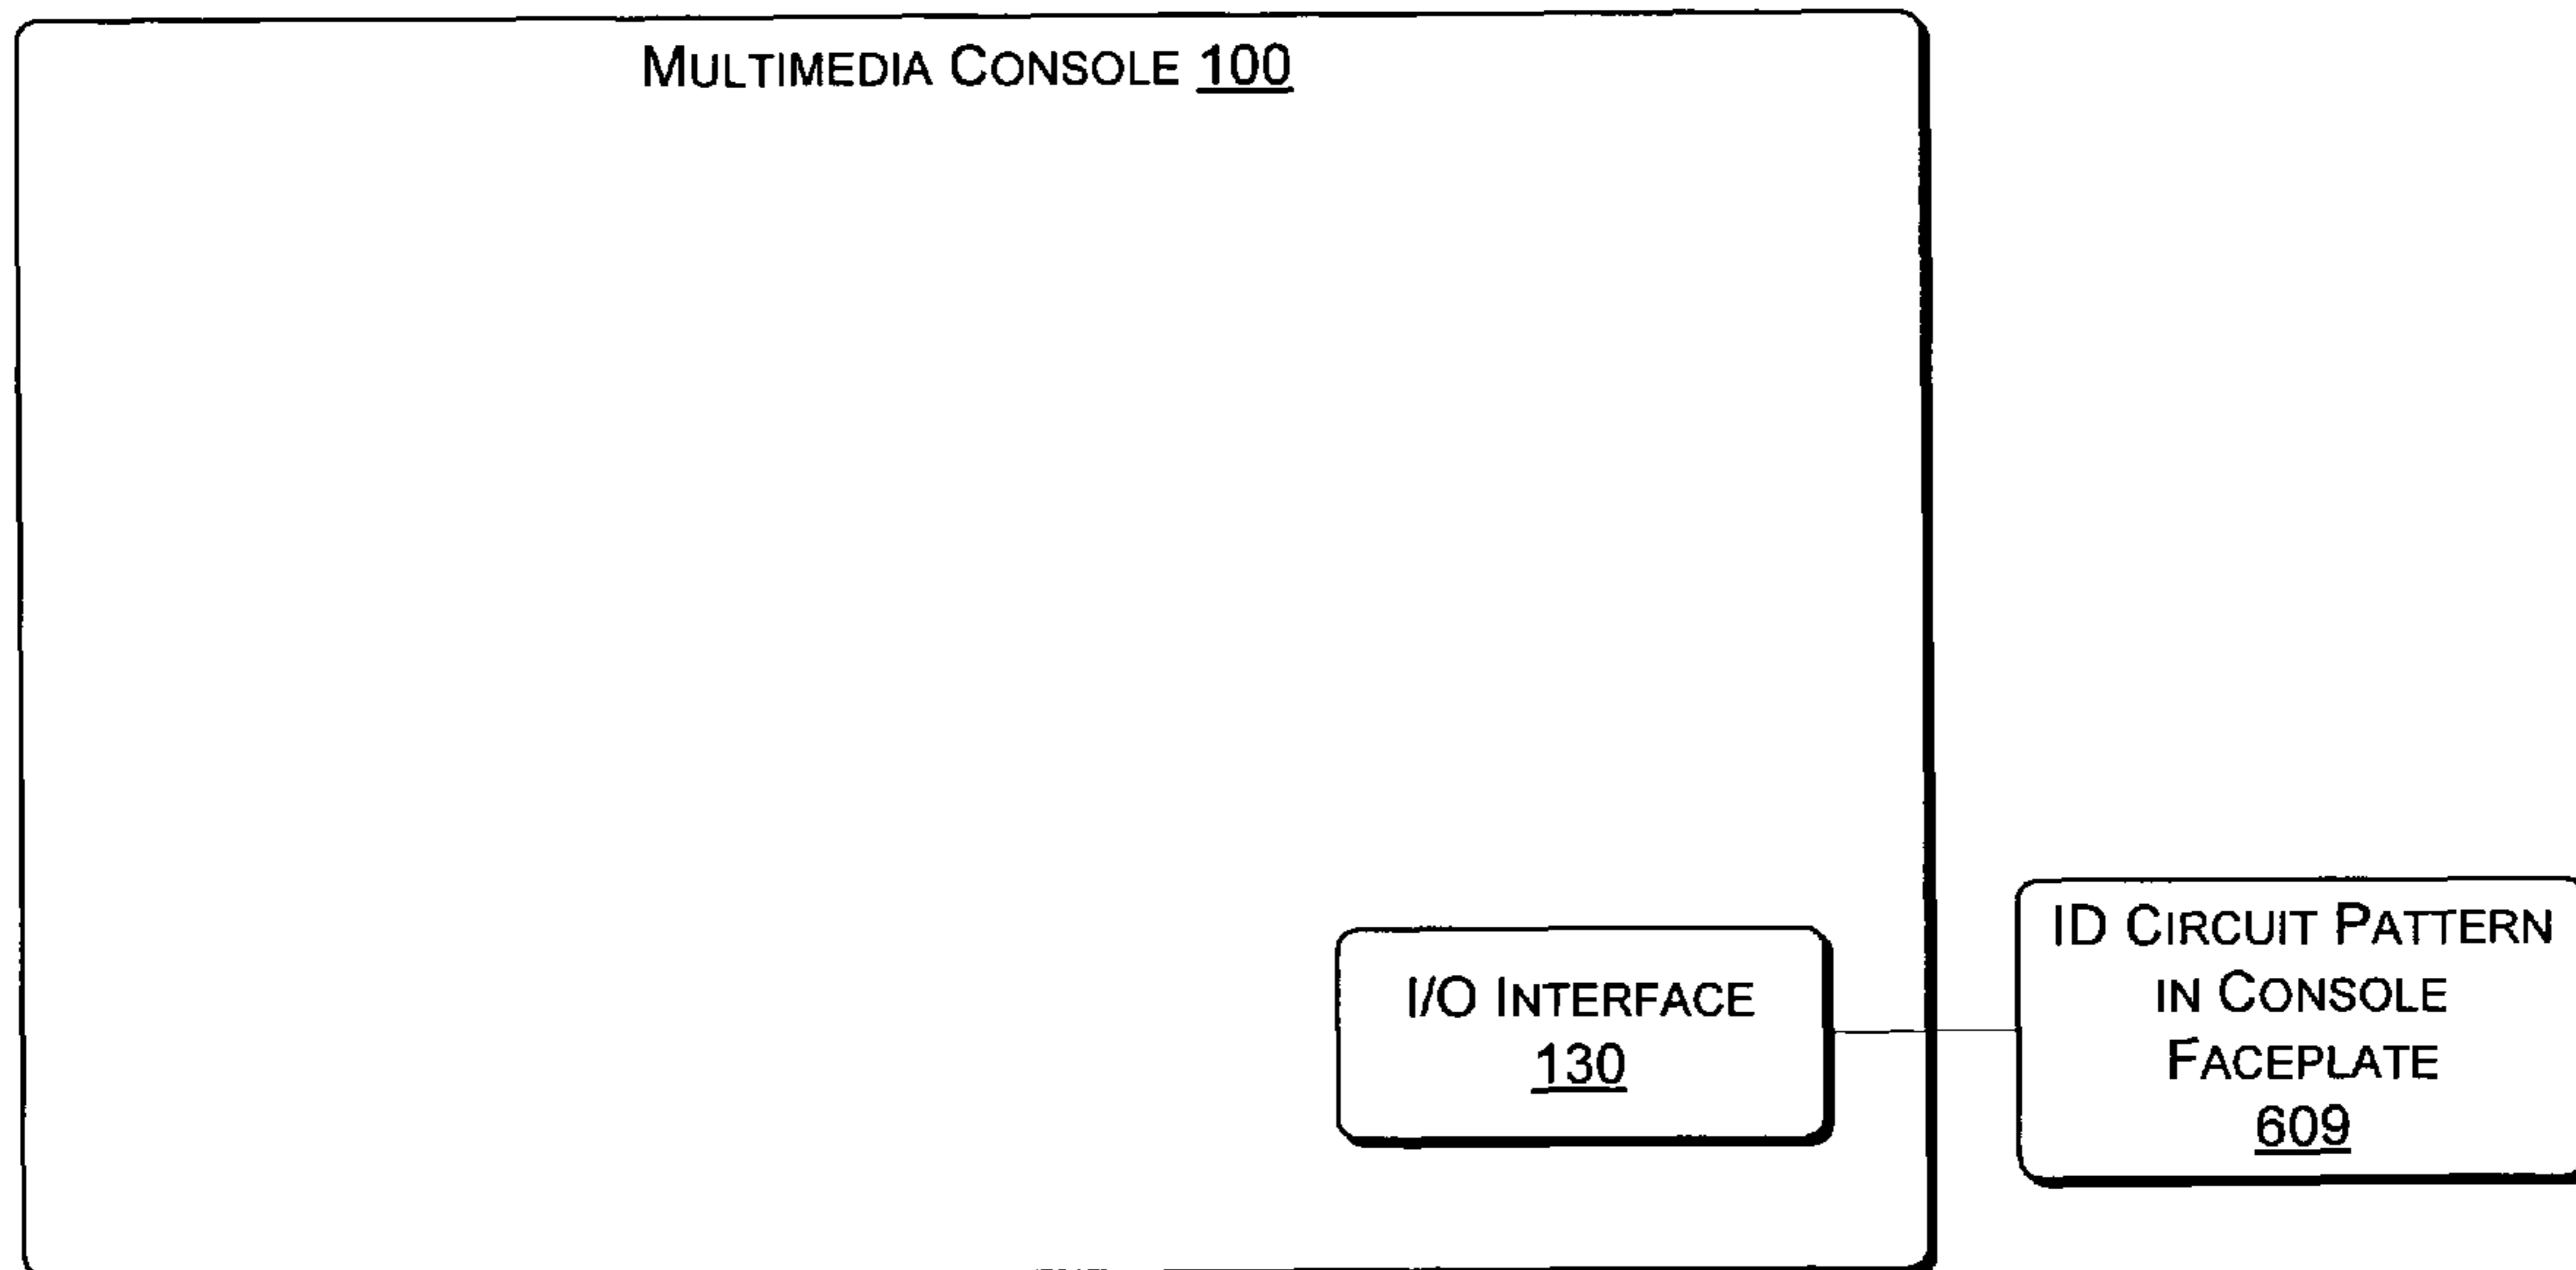 MULTIMEDIA CONSOLE 100
I/O INTERFACE
130
ID CIRCUIT PATTERN
IN CONSOLE
FACEPLATE
609